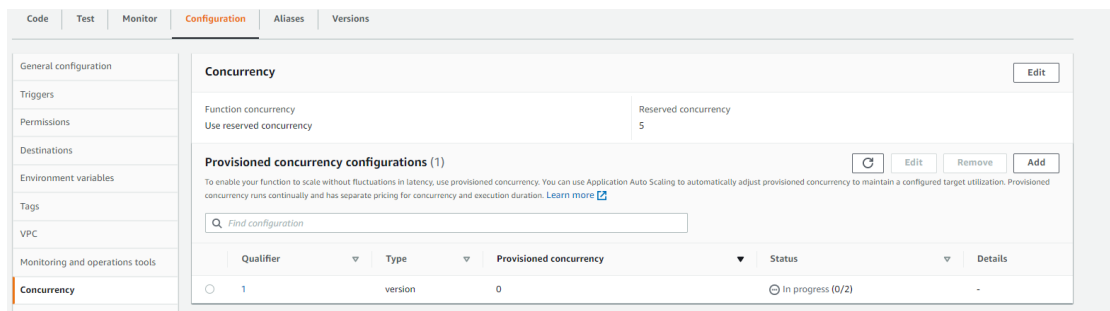 Code Test Monitor Configuration Aliases Versions
General configuration
Triggers
Permissions
Destinations
Environment variables
Tags
VPC
Monitoring and operations tools
Concurrency
Concurrency Edit
Function concurrency Reserved concurrency
Use reserved concurrency 5
Provisioned concurrency configurations (1) Edit Remove Add
To enable your function to scale without fluctuations in latency, use provisioned concurrency. You can use Application Auto Scaling to automatically adjust provisioned concurrency to maintain a configured target utilization. Provisioned
concurrency runs continually and has separate pricing for concurrency and execution duration. Learn more
Find configuration
Qualifier Type Provisioned concurrency Status Details
1 version 0 In progress (0/2) -